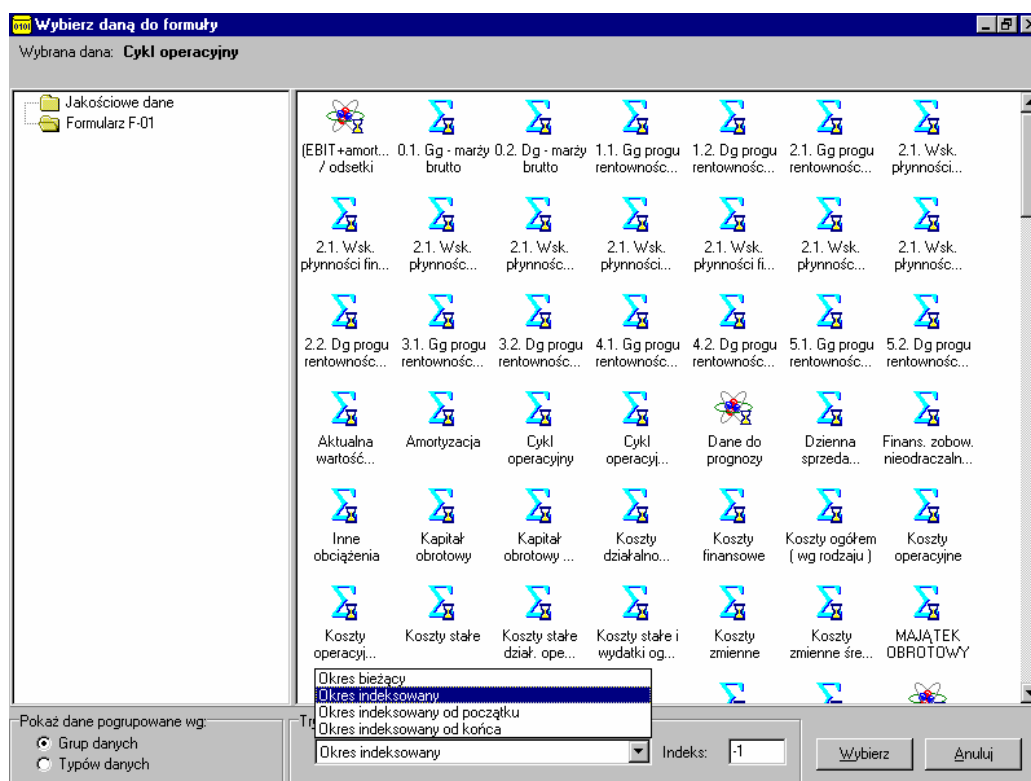 Wybierz daną do formuły
Wybrana dana: Cykl operacyjny
Jakościowe dane
Formularz F-01
(EBIT+amort... 0.1. Gg - marży 0.2. Dg - marży 1.1. Gg progu 1.2. Dg progu 2.1. Gg progu 2.1. Wsk.
/ odsetki brutto brutto rentownośc... rentownośc... rentownośc... płynności...
2.1. Wsk. 2.1. Wsk. 2.1. Wsk. 2.1. Wsk. 2.1. Wsk. 2.1. Wsk. 2.1. Wsk.
płynności fin... płynnośc... płynnośc... płynności... płynności fi... płynnośc... płynnośc...
2.2. Dg progu 3.1. Gg progu 3.2. Dg progu 4.1. Gg progu 4.2. Dg progu 5.1. Gg progu 5.2. Dg progu
rentownośc... rentownośc... rentownośc... rentownośc... rentownośc... rentownośc... rentownośc...
Aktualna Amortyzacja Cykl Cykl Dane do Dzienna Finans. zobow.
wartość... operacyjny operacyj... prognozy sprzeda... nieodraczaln...
Inne Kapitał Kapitał Koszty Koszty Koszty ogółem Koszty
obciążenia obrotowy obrotowy ... działalno... finansowe ( wg rodzaju ) operacyjne
Koszty Koszty stałe Koszty stałe Koszty stałe i Koszty Koszty MAJĄTEK
operacyj... dział. ope... wydatki og... zmienne zmienne śre... OBROTOWY
Okres bieżący
Okres indeksowany
Okres indeksowany od początku
Okres indeksowany od końca
Pokaż dane pogrupowane wg:
Grup danych
Typów danych
Okres indeksowany
Indeks: -1
Wybierz
Anuluj